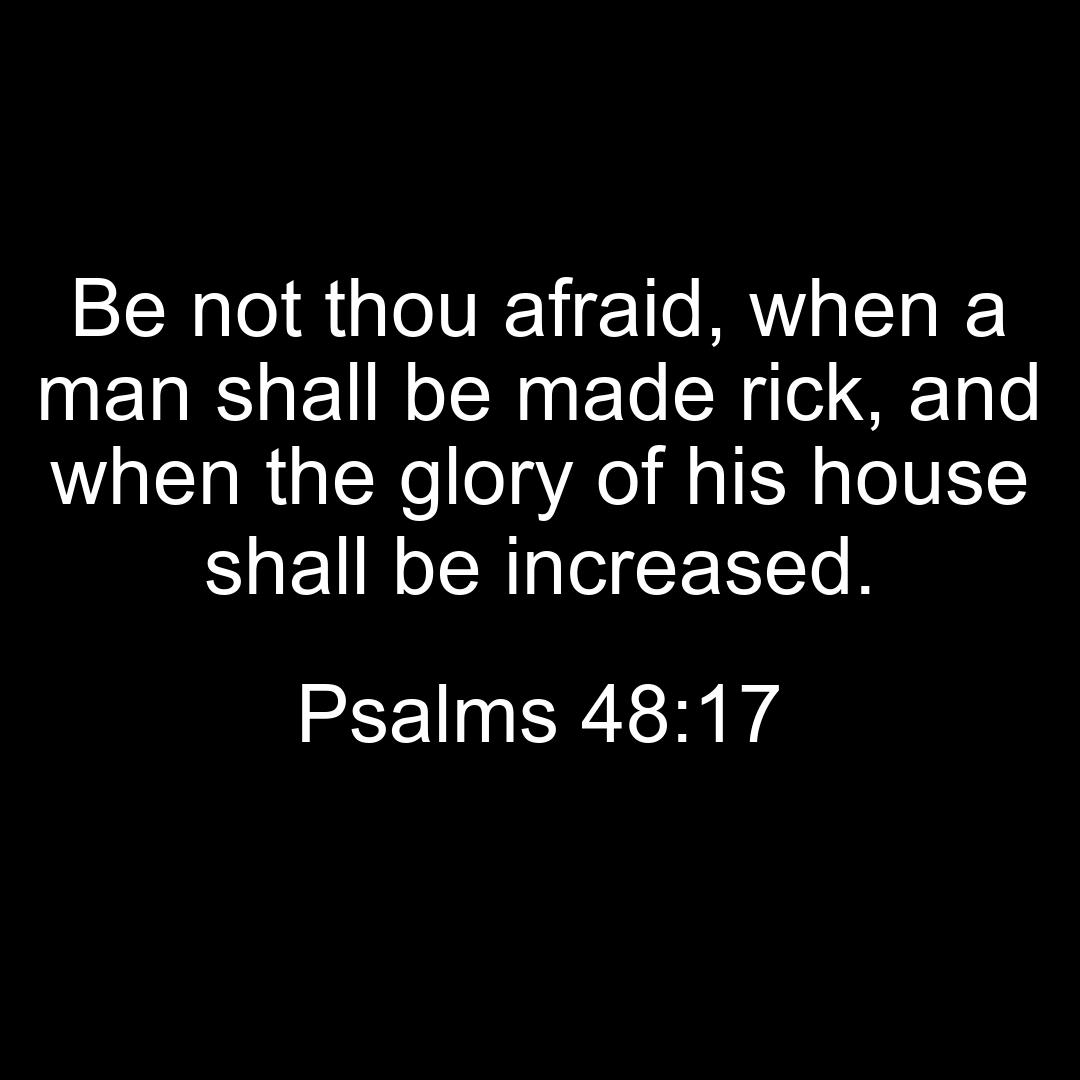 Be not thou afraid, when a
man shall be made rick, and
when the glory of his house
shall be increased.
Psalms 48:17